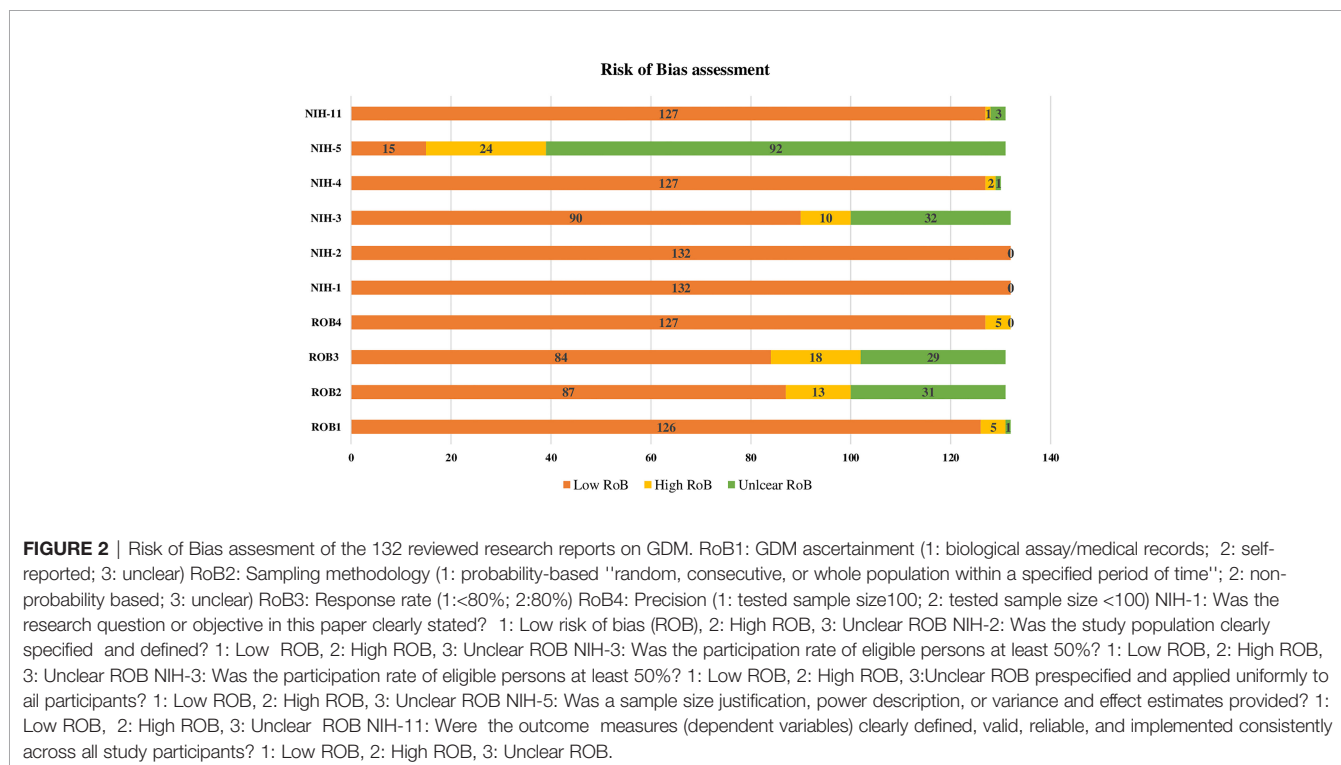 Risk of Bias assessment
NIH-11 127 1 3
NIH-5 15 24 92
NIH-4 127 2 1
NIH-3 90 10 32
NIH-2 132 0
NIH-1 132 0
ROB4 127 5 0
ROB3 84 18 29
ROB2 87 13 31
ROB1 126 5 1
0 20 40 60 80 100 120 140
Low RoB High RoB Unlcear RoB
FIGURE 2 | Risk of Bias assesment of the 132 reviewed research reports on GDM. RoB1: GDM ascertainment (1: biological assay/medical records; 2: self-
reported; 3: unclear) RoB2: Sampling methodology (1: probability-based ''random, consecutive, or whole population within a specified period of time''; 2: non-
probability based; 3: unclear) RoB3: Response rate (1:<80%; 2:80%) RoB4: Precision (1: tested sample size100; 2: tested sample size <100) NIH-1: Was the
research question or objective in this paper clearly stated? 1: Low risk of bias (ROB), 2: High ROB, 3: Unclear ROB NIH-2: Was the study population clearly
specified and defined? 1: Low ROB, 2: High ROB, 3: Unclear ROB NIH-3: Was the participation rate of eligible persons at least 50%? 1: Low ROB, 2: High ROB,
3: Unclear ROB NIH-3: Was the participation rate of eligible persons at least 50%? 1: Low ROB, 2: High ROB, 3:Unclear ROB prespecified and applied uniformly to
ail participants? 1: Low ROB, 2: High ROB, 3: Unclear ROB NIH-5: Was a sample size justification, power description, or variance and effect estimates provided? 1:
Low ROB, 2: High ROB, 3: Unclear ROB NIH-11: Were the outcome measures (dependent variables) clearly defined, valid, reliable, and implemented consistently
across all study participants? 1: Low ROB, 2: High ROB, 3: Unclear ROB.